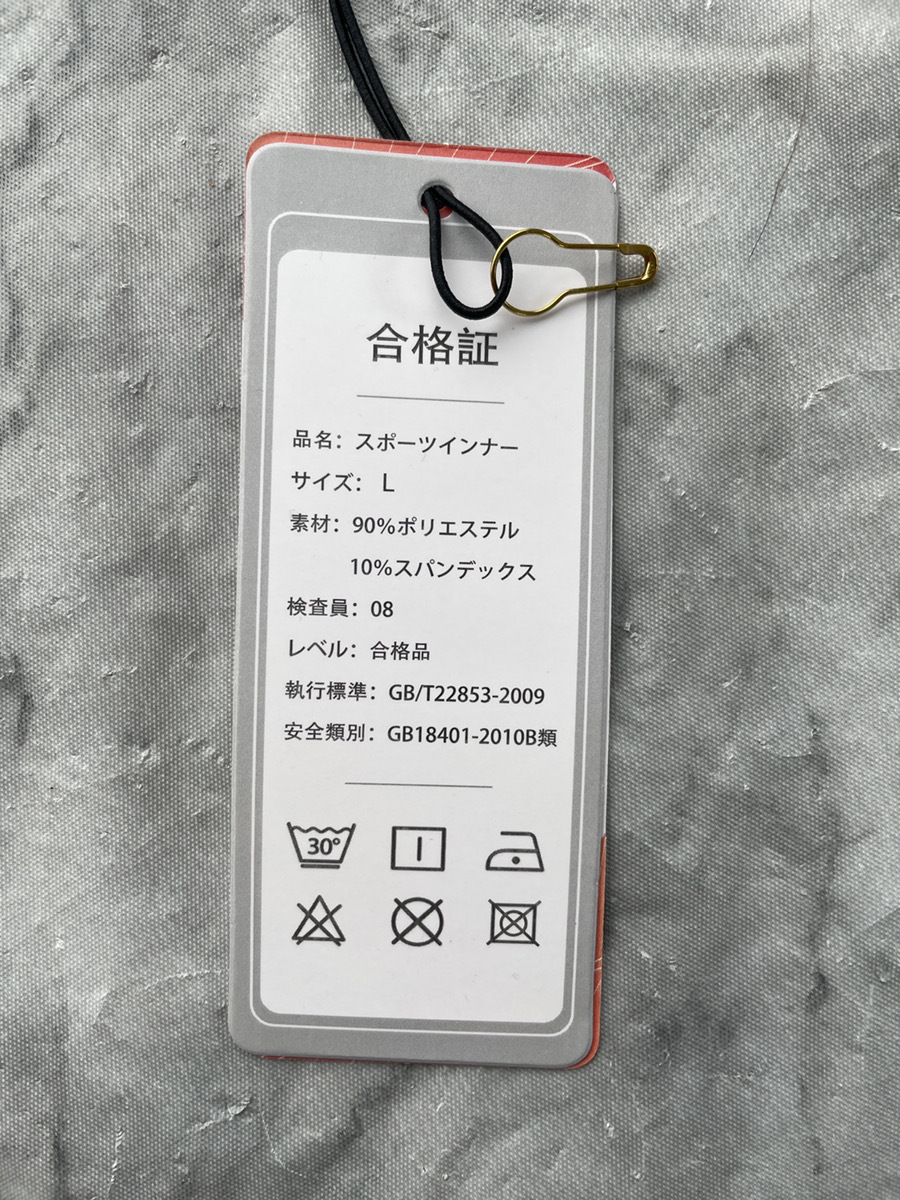 合格証
品名：スポーツインナー
サイズ：L
素材：90%ポリエステル
10%スパンデックス
検査員：08
レベル：合格品
執行標準：GB/T22853-2009
安全類別：GB18401-2010B類
30°